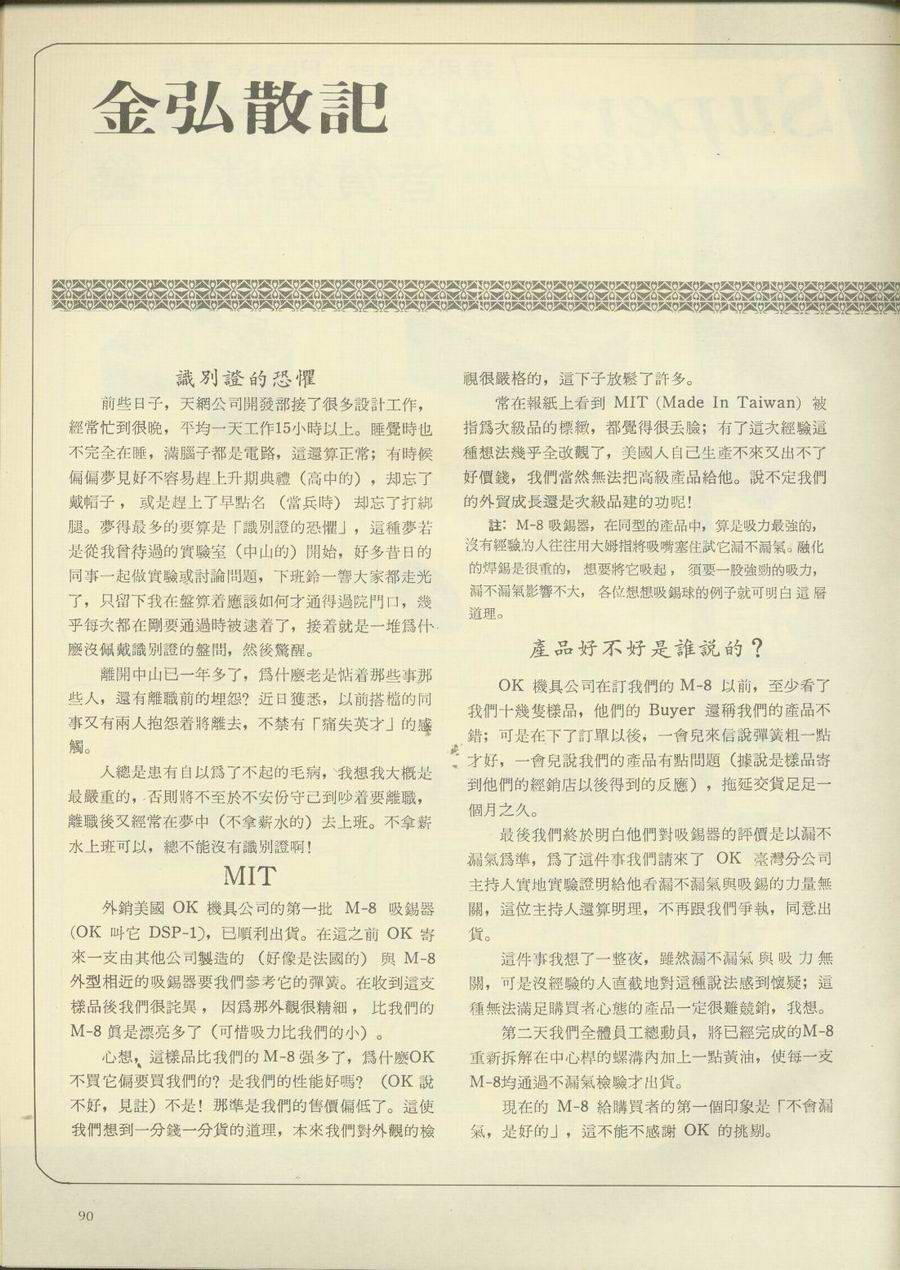 金弘散記
識別證的恐懼
前些日子，天網公司開發部接了很多設計工作，
經常忙到很晚，平均一天工作15小時以上。睡覺時也
不完全在睡，滿腦子都是電路，這還算正常；有時候
偏偏夢見好不容易趕上升期典禮（高中的），却忘了
戴帽子，或是趕上了早點名（當兵時）却忘了打綁
腿。夢得最多的要算是「識別證的恐懼」，這種夢若
是從我曾待過的實驗室（中山的）開始，好多昔日的
同事一起做實驗或討論問題，下班鈴一響大家都走光
了，只留下我在盤算着應該如何才通得過院門口，幾
乎每次都在剛要通過時被逮着了，接着就是一堆爲什
麼沒佩戴識別證的盤問，然後驚醒。
離開中山已一年多了，爲什麼老是惦着那些事那
些人，還有離職前的埋怨？近日獲悉，以前搭檔的同
事又有兩人抱怨着將離去，不禁有「痛失英才」的感
觸。
人總是患有自以爲了不起的毛病，我想我大概是
最嚴重的，否則將不至於不安份守己到吵着要離職，
離職後又經常在夢中（不拿薪水的）去上班。不拿薪
水上班可以，總不能沒有識別證啊！
MIT
外銷美國 OK 機具公司的第一批 M-8 吸錫器
(OK 叫它 DSP-1)，已順利出貨。在這之前 OK 寄
來一支由其他公司製造的（好像是法國的）與 M-8
外型相近的吸錫器要我們參考它的彈簧。在收到這支
樣品後我們很詫異，因爲那外觀很精細，比我們的
M-8 眞是漂亮多了（可惜吸力比我們的小）。
心想，這樣品比我們的 M-8 强多了，爲什麼OK
不買它偏要買我們的？是我們的性能好嗎？（OK 說
不好，見註）不是！那準是我們的售價偏低了。這使
我們想到一分錢一分貨的道理，本來我們對外觀的檢
視很嚴格的，這下子放鬆了許多。
常在報紙上看到 MIT (Made In Taiwan) 被
指爲次級品的標緻，都覺得很丟臉；有了這次經驗這
種想法幾乎全改觀了，美國人自己生產不來又出不了
好價錢，我們當然無法把高級產品給他。說不定我們
的外貿成長還是次級品建的功呢！
註：M-8 吸錫器，在同型的產品中，算是吸力最強的，
沒有經驗的人往往用大姆指將吸嘴塞住試它漏不漏氣。融化
的焊錫是很重的，想要將它吸起，須要一股強勁的吸力，
漏不漏氣影響不大，各位想想吸錫球的例子就可明白這層
道理。
產品好不好是誰說的？
OK 機具公司在訂我們的 M-8 以前，至少看了
我們十幾隻樣品，他們的 Buyer 還稱我們的產品不
錯；可是在下了訂單以後，一會兒來信說彈簧粗一點
才好，一會兒說我們的產品有點問題（據說是樣品寄
到他們的經銷店以後得到的反應），拖延交貨足足一
個月之久。
最後我們終於明白他們對吸錫器的評價是以漏不
漏氣爲準，爲了這件事我們請來了 OK 臺灣分公司
主持人實地實驗證明給他看漏不漏氣與吸錫的力量無
關，這位主持人還算明理，不再跟我們爭執，同意出
貨。
這件事我想了一整夜，雖然漏不漏氣與吸力無
關，可是沒經驗的人直截地對這種說法感到懷疑；這
種無法滿足購買者心態的產品一定很難競銷，我想。
第二天我們全體員工總動員，將已經完成的M-8
重新拆解在中心桿的螺溝內加上一點黃油，使每一支
M-8均通過不漏氣檢驗才出貨。
現在的 M-8 給購買者的第一個印象是「不會漏
氣，是好的」，這不能不感謝 OK 的挑剔。
90